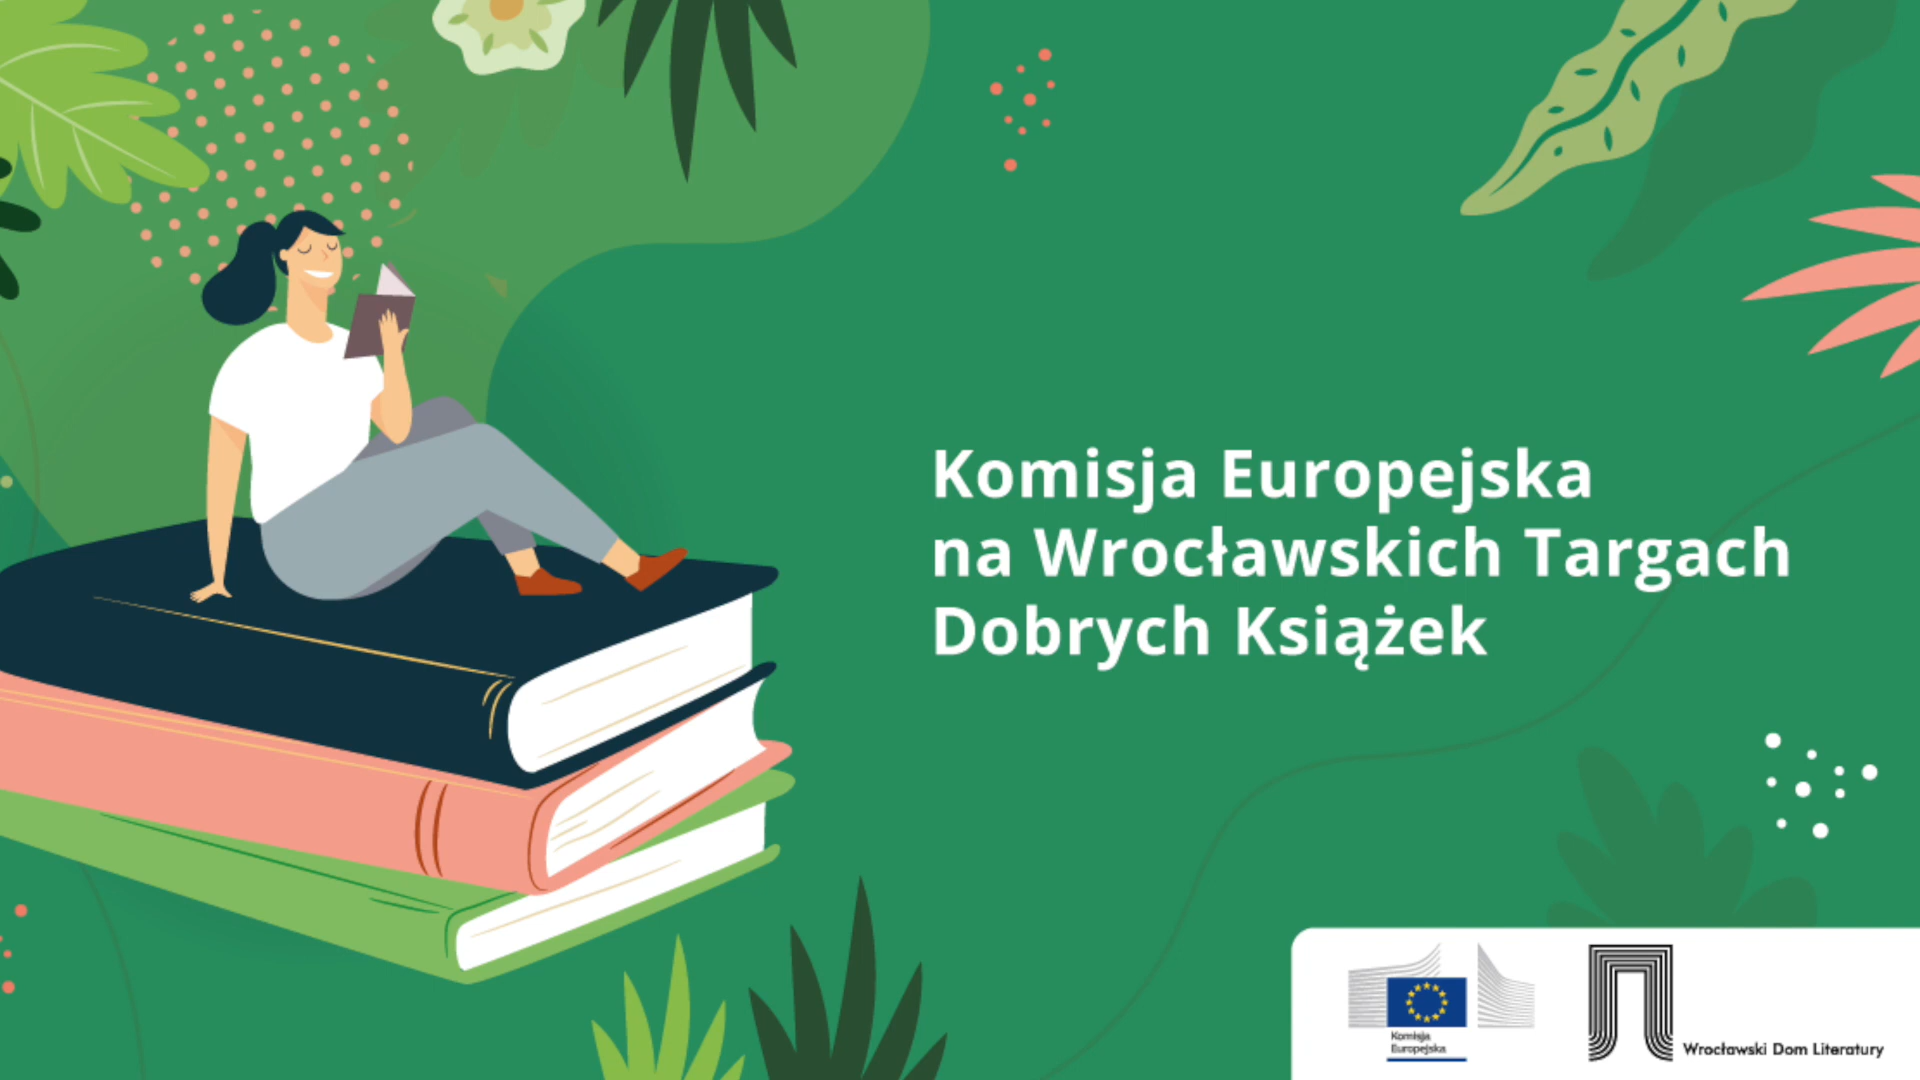 Komisja Europejska
na Wrocławskich Targach
Dobrych Książek
Komisja
Europejska
Wrocławski Dom Literatury